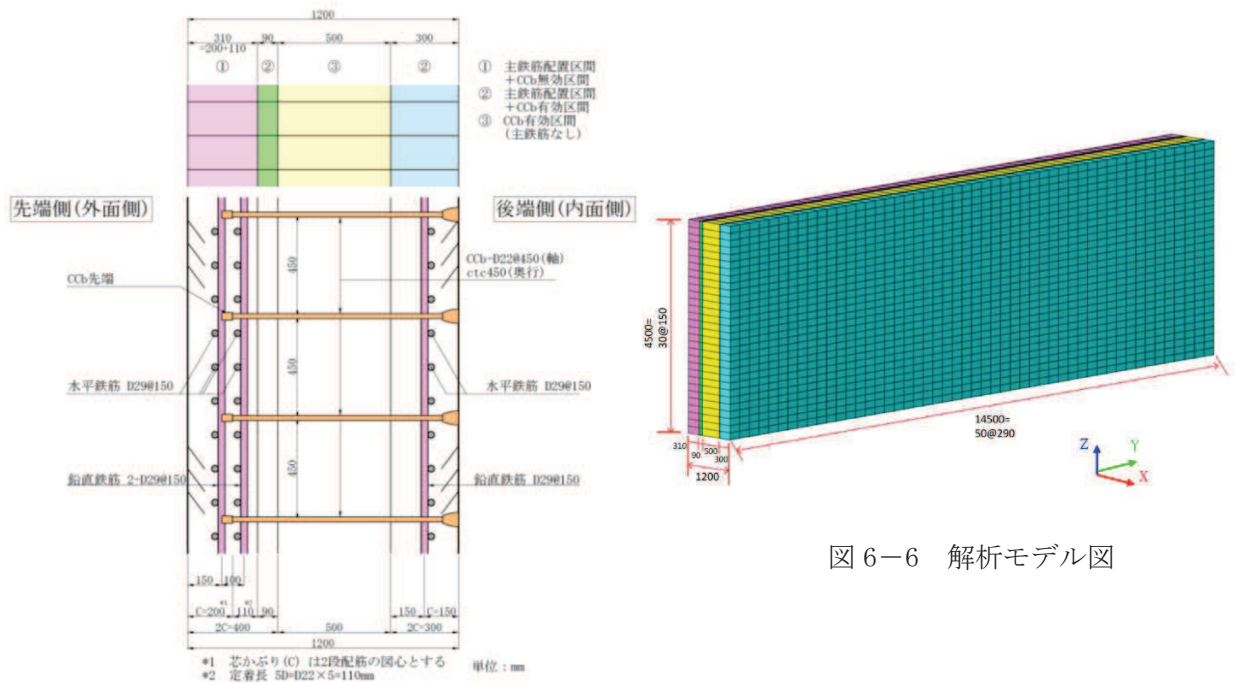 1200
310
90
500
300
=200+110
①
②
③
②
① 主鉄筋配置区間
+CCb無効区間
② 主鉄筋配置区間
+CCb有効区間
③ CCb有効区間
(主鉄筋なし)
先端側(外面側)
後端側(内面側)
CCb-D22@450(軸)
ctc450(奥行)
450
CCb先端
450
水平鉄筋 D29@150
水平鉄筋 D29@150
450
鉛直鉄筋 2-D29@150
鉛直鉄筋 D29@150
150
100
C=200
110
90
150
C=150
2C=400
500
2C=300
1200
*1 芯かぶり(C) は2段配筋の図心とする
*2 定着長 5D=D22×5=110mm
単位:mm
4500=
30@150
310
90
500
300
1200
14500=
50@290
Z
Y
X
図 6-6 解析モデル図